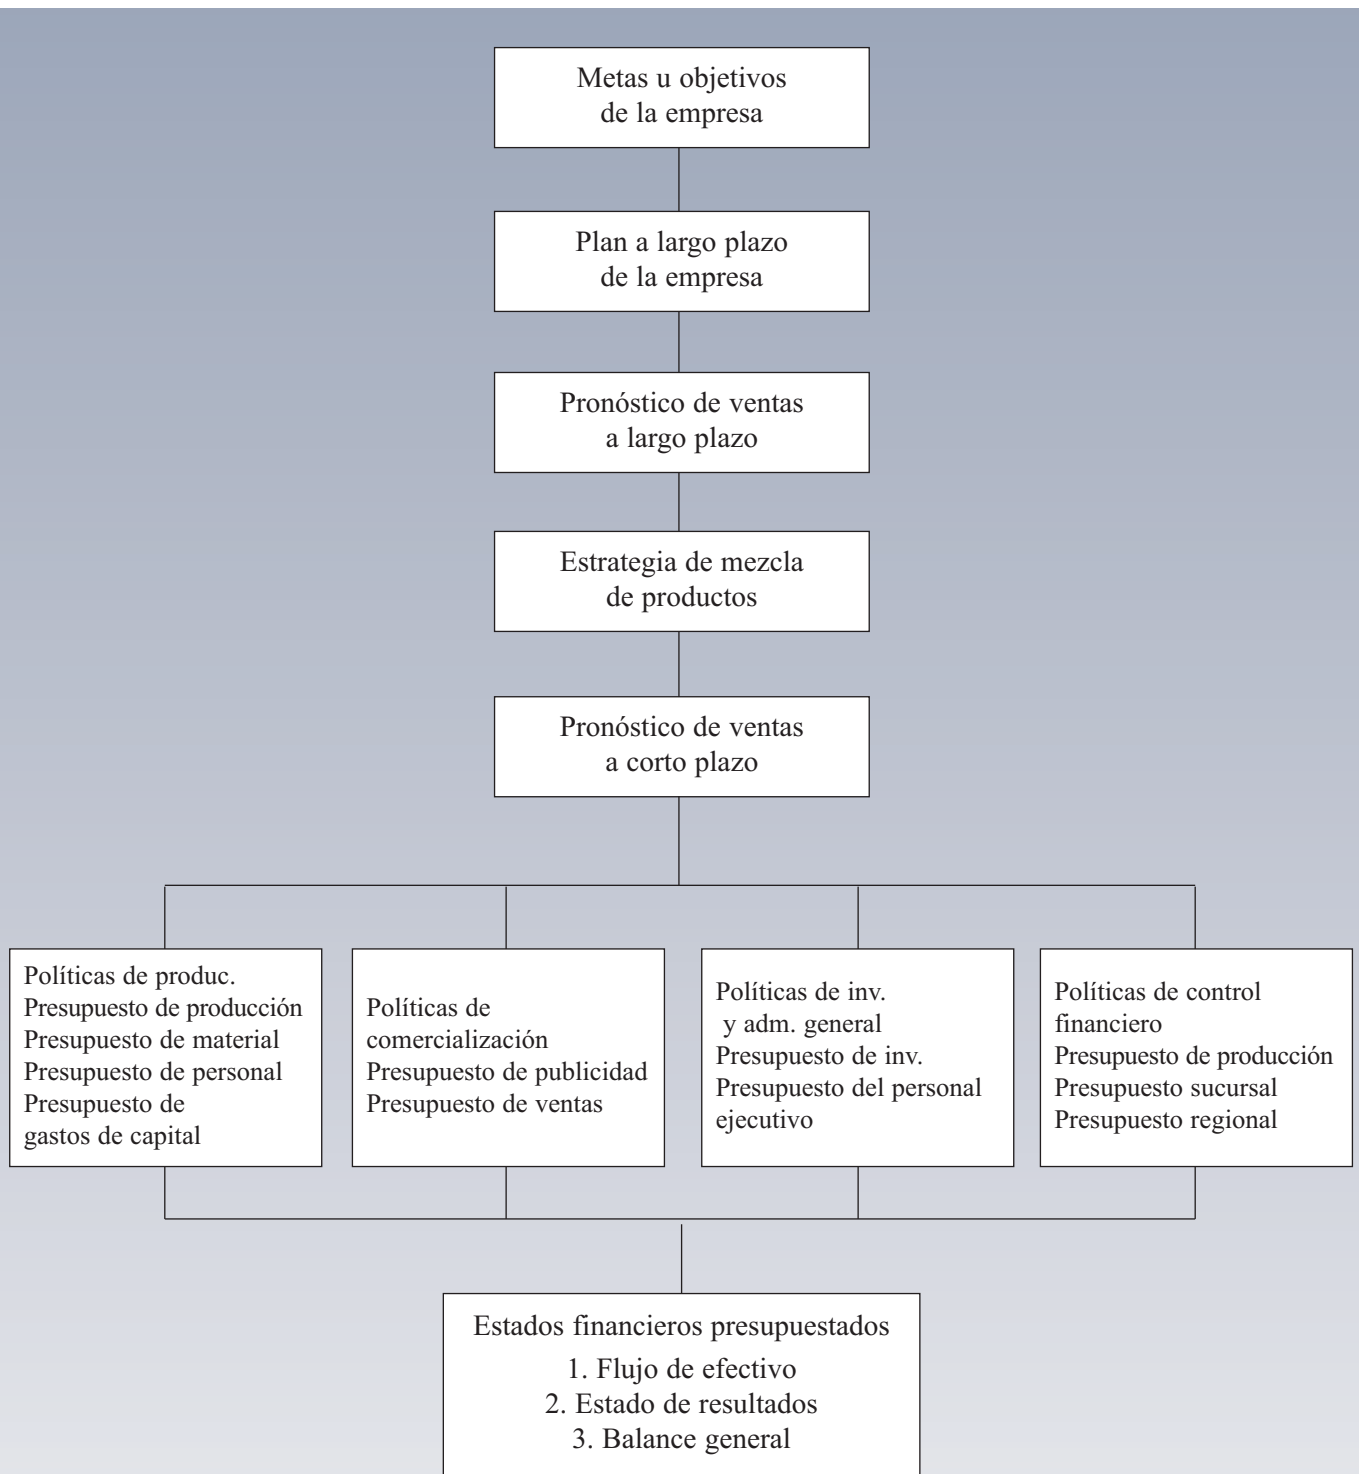 Metas u objetivos
de la empresa
Plan a largo plazo
de la empresa
Pronóstico de ventas
a largo plazo
Estrategia de mezcla
de productos
Pronóstico de ventas
a corto plazo
Políticas de produc.
Presupuesto de producción
Presupuesto de material
Presupuesto de personal
Presupuesto de
gastos de capital
Políticas de
comercialización
Presupuesto de publicidad
Presupuesto de ventas
Políticas de inv.
y adm. general
Presupuesto de inv.
Presupuesto del personal
ejecutivo
Políticas de control
financiero
Presupuesto de producción
Presupuesto sucursal
Presupuesto regional
Estados financieros presupuestados
1. Flujo de efectivo
2. Estado de resultados
3. Balance general